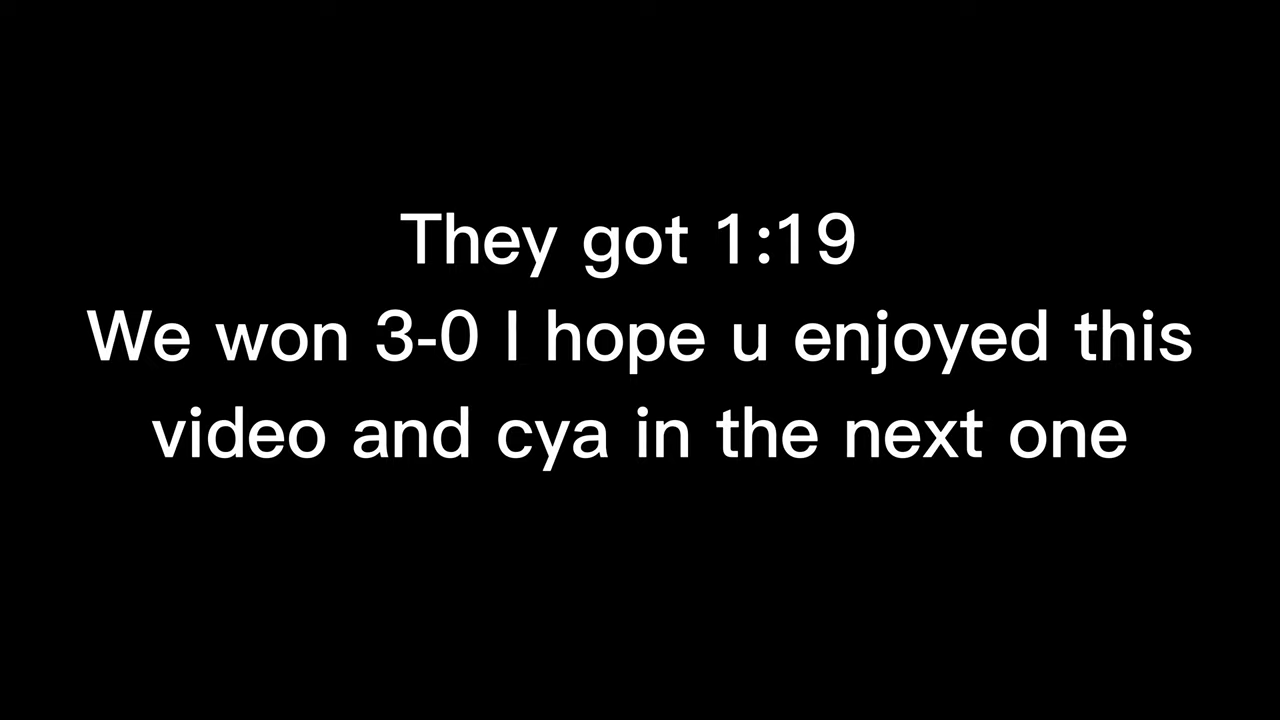 They got 1:19
We won 3-0 I hope u enjoyed this
video and cya in the next one